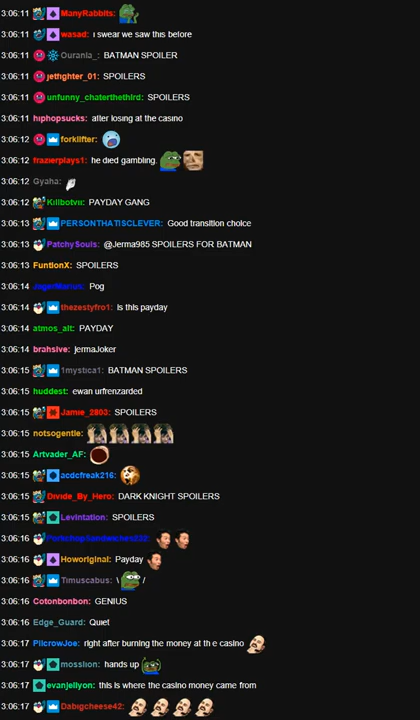 3:06:11 ManyRabbits:
3:06:11 wasad: I swear we saw this before
3:06:11 Ourania_: BATMAN SPOILER
3:06:11 jetfighter_01: SPOILERS
3:06:11 unfunny_chaterthethird: SPOILERS
3:06:11 hiphopsucks: after losing at the casino
3:06:12 forklifter:
3:06:12 frazierplays1: he died gambling.
3:06:12 Gyaha:
3:06:12 Killbotvii: PAYDAY GANG
3:06:13 PERSONTHATISCLEVER: Good transition choice
3:06:13 PatchySouls: @Jerma985 SPOILERS FOR BATMAN
3:06:13 FuntionX: SPOILERS
3:06:14 JagerMarius: Pog
3:06:14 thezestyfro1: is this payday
3:06:14 atmos_alt: PAYDAY
3:06:14 brahsive: jermaJoker
3:06:15 1mystica1: BATMAN SPOILERS
3:06:15 huddest: ewan urfrenzarded
3:06:15 Jamie_2803: SPOILERS
3:06:15 notsogentle:
3:06:15 Artvader_AF:
3:06:15 acdcfreak216:
3:06:15 Divide_By_Hero: DARK KNIGHT SPOILERS
3:06:15 Levintation: SPOILERS
3:06:16
3:06:16 Howoriginal: Payday
3:06:16 Timuscabus: \ /
3:06:16 Cotonbonbon: GENIUS
3:06:16 Edge_Guard: Quiet
3:06:17 PilcrowJoe: right after burning the money at th e casino
3:06:17 mosslion: hands up
3:06:17 evanjellyon: this is where the casino money came from
3:06:17 Dabigcheese42: